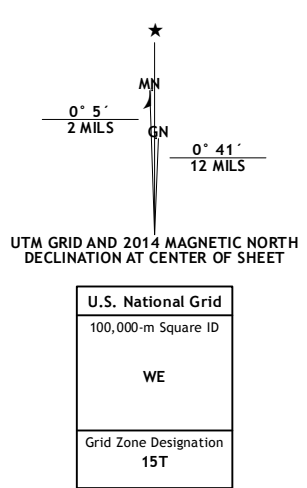 MN
0° 5´
2 MILS
GN
0° 41´
12 MILS
UTM GRID AND 2014 MAGNETIC NORTH
DECLINATION AT CENTER OF SHEET
U.S. National Grid
100,000-m Square ID
WE
Grid Zone Designation
15T